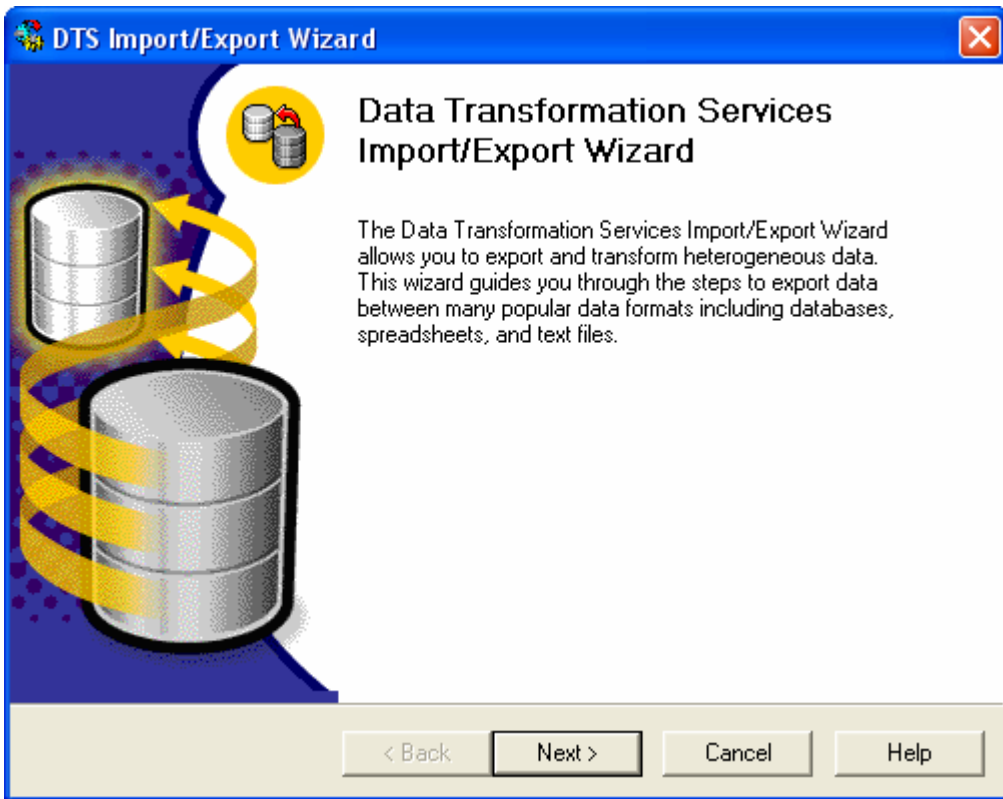 DTS Import/Export Wizard
Data Transformation Services
Import/Export Wizard
The Data Transformation Services Import/Export Wizard
allows you to export and transform heterogeneous data.
This wizard guides you through the steps to export data
between many popular data formats including databases,
spreadsheets, and text files.
< Back Next > Cancel Help